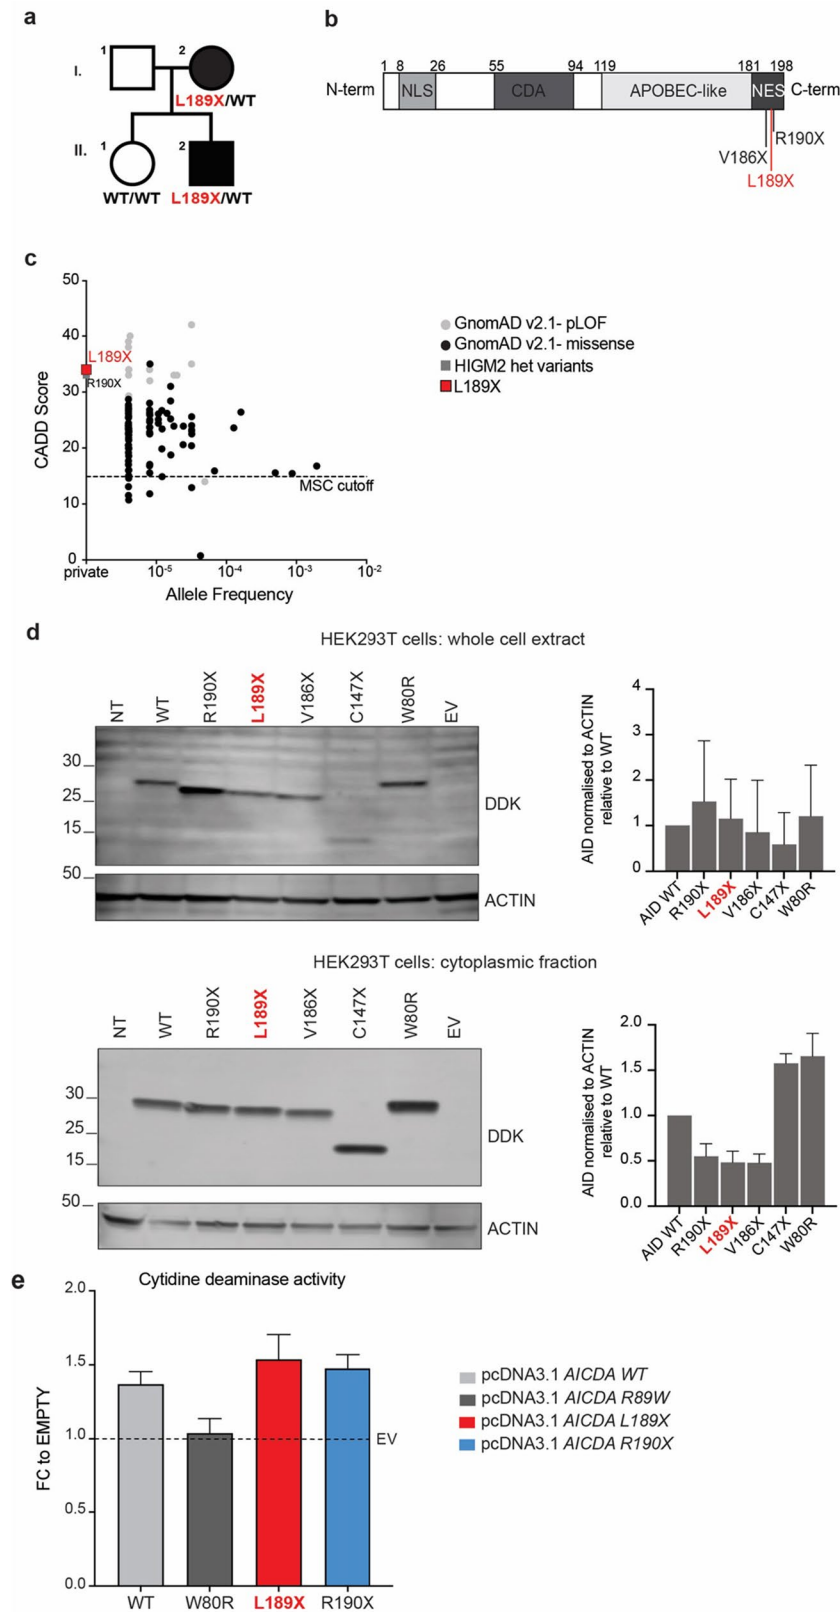 a
I.
1
2
L189X/WT
II.
1
2
WT/WT
L189X/WT
b
1 8 26 55 94 119 181 198
N-term
NLS
CDA
APOBEC-like
NES
C-term
R190X
V186X
L189X
c
50
40
30
20
10
0
CADD Score
L189X
R190X
MSC cutoff
private
10-5
10-4
10-3
10-2
Allele Frequency
GnomAD v2.1- pLOF
GnomAD v2.1- missense
HIGM2 het variants
L189X
d
HEK293T cells: whole cell extract
NT
WT
R190X
L189X
V186X
C147X
W80R
EV
30
25
15
50
DDK
ACTIN
AID normalised to ACTIN
relative to WT
4
3
2
1
0
AID WT
R190X
L189X
V186X
C147X
W80R
HEK293T cells: cytoplasmic fraction
NT
WT
R190X
L189X
V186X
C147X
W80R
EV
30
25
15
50
DDK
ACTIN
AID normalised to ACTIN
relative to WT
2.0
1.5
1.0
0.5
0.0
AID WT
R190X
L189X
V186X
C147X
W80R
e
Cytidine deaminase activity
FC to EMPTY
2.0
1.5
1.0
0.5
0.0
EV
WT
W80R
L189X
R190X
pcDNA3.1 AICDA WT
pcDNA3.1 AICDA R89W
pcDNA3.1 AICDA L189X
pcDNA3.1 AICDA R190X